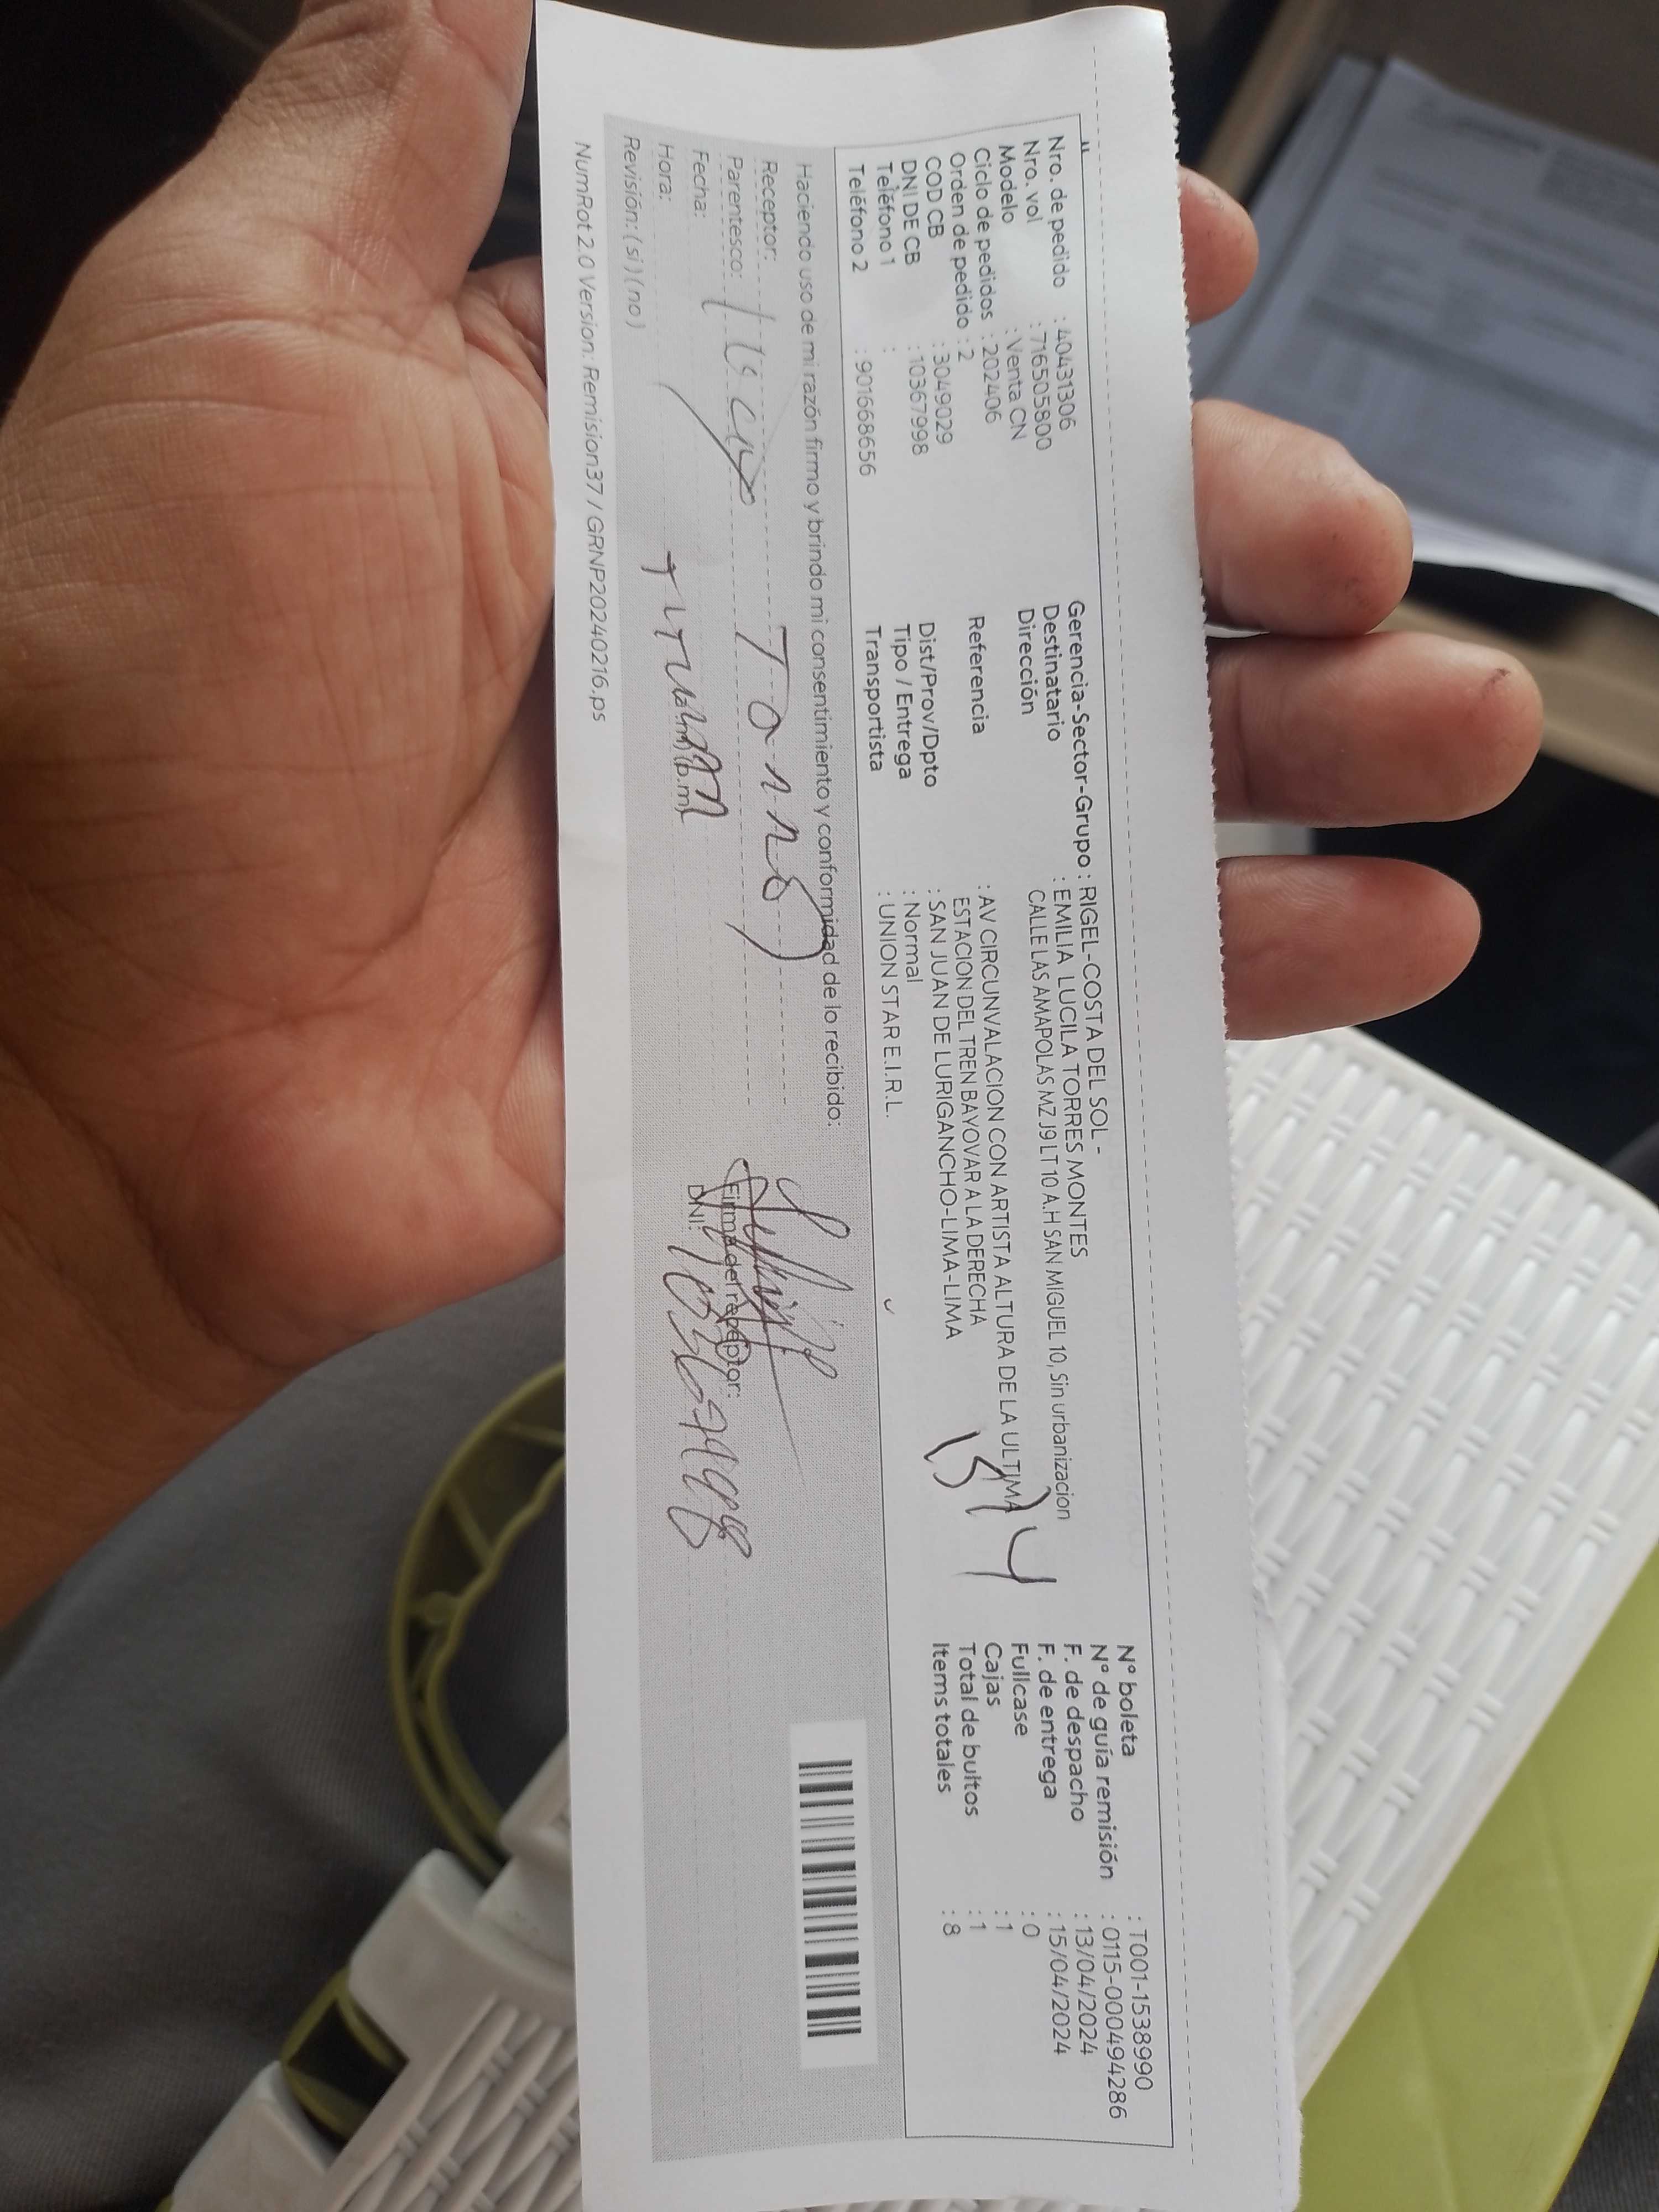 Nro. de pedido : 40431306
Nro. vol : 716505800
Modelo : Venta CN
Ciclo de pedidos : 202406
Orden de pedido : 2
COD CB : 3049029
DNI DE CB : 10367998
Teléfono 1 :
Teléfono 2 : 901668656
Gerencia-Sector-Grupo : RIGEL-COSTA DEL SOL -
Destinatario : EMILIA LUCILA TORRES MONTES
Dirección CALLE LAS AMAPOLAS MZ J9 LT 10 A.H SAN MIGUEL 10, Sin urbanizacion
Referencia : AV CIRCUNVALACION CON ARTISTA ALTURA DE LA ULTIMA
ESTACION DEL TREN BAYOVAR A LA DERECHA
Dist/Prov/Dpto : SAN JUAN DE LURIGANCHO-LIMA-LIMA
Tipo / Entrega : Normal
Transportista : UNION STAR E.I.R.L.
N° boleta : T001-1538990
N° de guía remisión : 0115-000494286
F. de despacho : 13/04/2024
F. de entrega : 15/04/2024
Fullcase : 0
Cajas : 1
Total de bultos : 1
Items totales : 8
Haciendo uso de mi razón firmo y brindo mi consentimiento y conformidad de lo recibido:
Receptor:
Parentesco:
Fecha:
Hora:
Revisión: ( si ) ( no )
Firma del receptor:
DNI: 10367998
NumRot 2.0 Version: Remision37 / GRNP20240216.ps